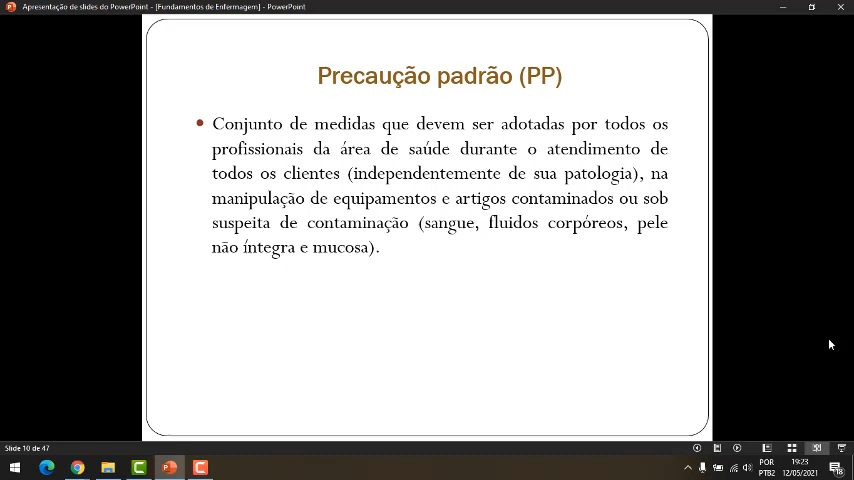 Apresentação de slides do PowerPoint - [Fundamentos de Enfermagem] - PowerPoint
Precaução padrão (PP)
• Conjunto de medidas que devem ser adotadas por todos os
profissionais da área de saúde durante o atendimento de
todos os clientes (independentemente de sua patologia), na
manipulação de equipamentos e artigos contaminados ou sob
suspeita de contaminação (sangue, fluidos corpóreos, pele
não íntegra e mucosa).
Slide 10 de 47
POR
PTB2
19:23
12/05/2021
18